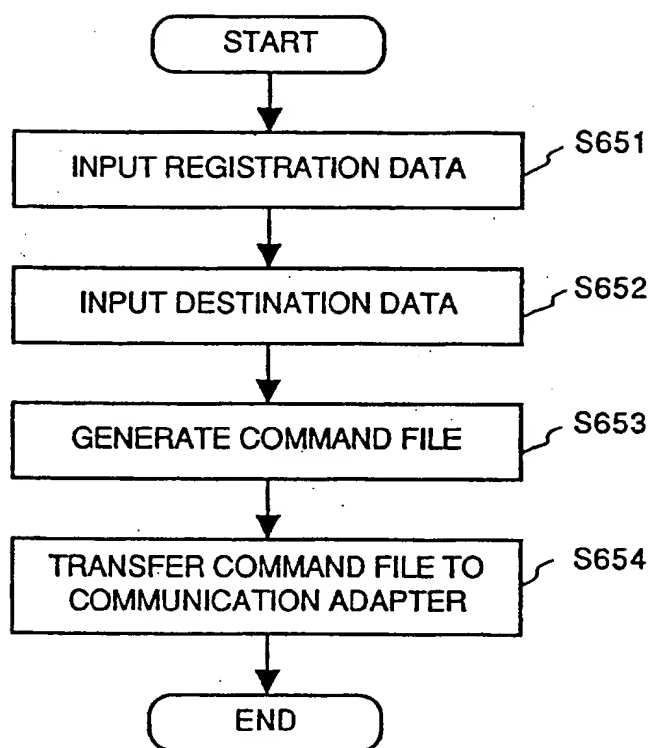 START
INPUT REGISTRATION DATA
S651
INPUT DESTINATION DATA
S652
GENERATE COMMAND FILE
S653
TRANSFER COMMAND FILE TO
COMMUNICATION ADAPTER
S654
END